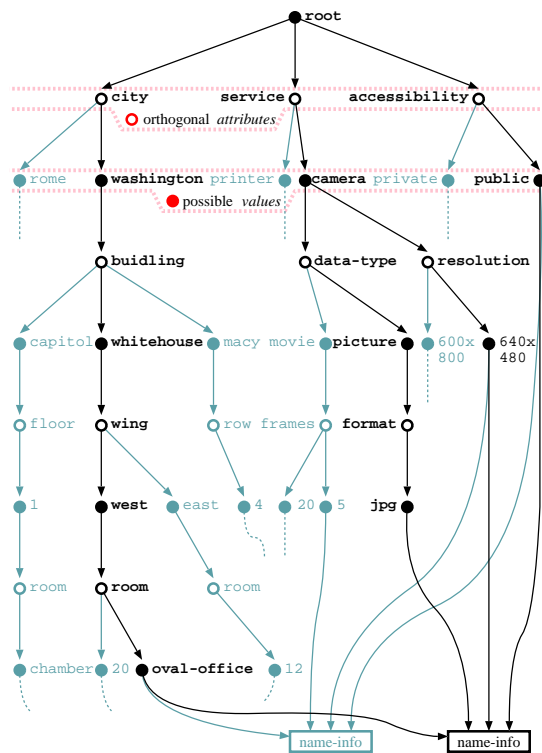 root
city service accessibility
orthogonal attributes
rome washington printer camera private public
possible values
buidling data-type resolution
capitol whitehouse macy movie picture 600x 640x
800 480
floor wing row frames format
1 west east 4 20 5 jpg
room room room
chamber 20 oval-office 12
name-info name-info